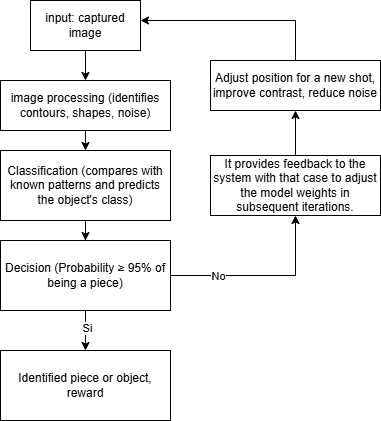 input: captured
image
image processing (identifies
contours, shapes, noise)
Classification (compares with
known patterns and predicts
the object's class)
Decision (Probability ≥ 95% of
being a piece)
Si
Identified piece or object,
reward
No
It provides feedback to the
system with that case to adjust
the model weights in
subsequent iterations.
Adjust position for a new shot,
improve contrast, reduce noise